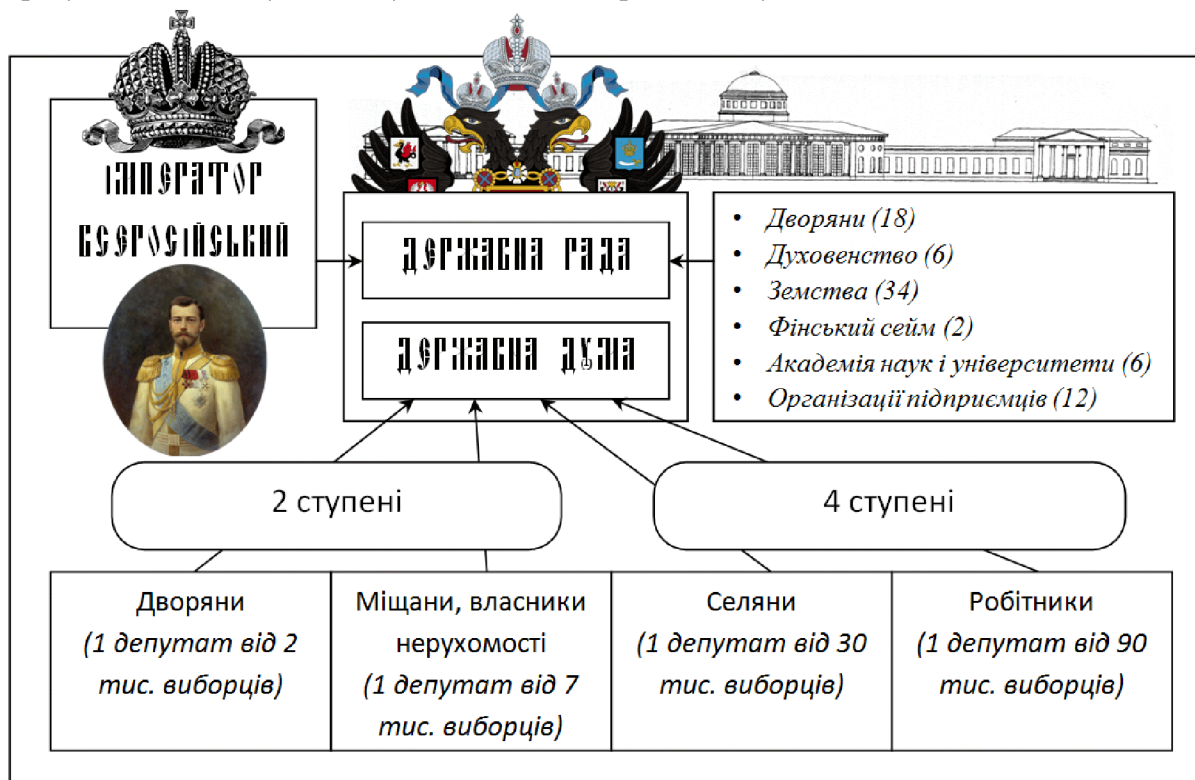 ІМПЕРАТОР
ВСЕРОСІЙСЬКИЙ
ДЕРЖАВНА РАДА
ДЕРЖАВНА ДУМА
• Дворяни (18)
• Духовенство (6)
• Земства (34)
• Фінський сейм (2)
• Академія наук і університети (6)
• Організації підприємців (12)
2 ступені
4 ступені
Дворяни
(1 депутат від 2
тис. виборців)
Міщани, власники
нерухомості
(1 депутат від 7
тис. виборців)
Селяни
(1 депутат від 30
тис. виборців)
Робітники
(1 депутат від 90
тис. виборців)